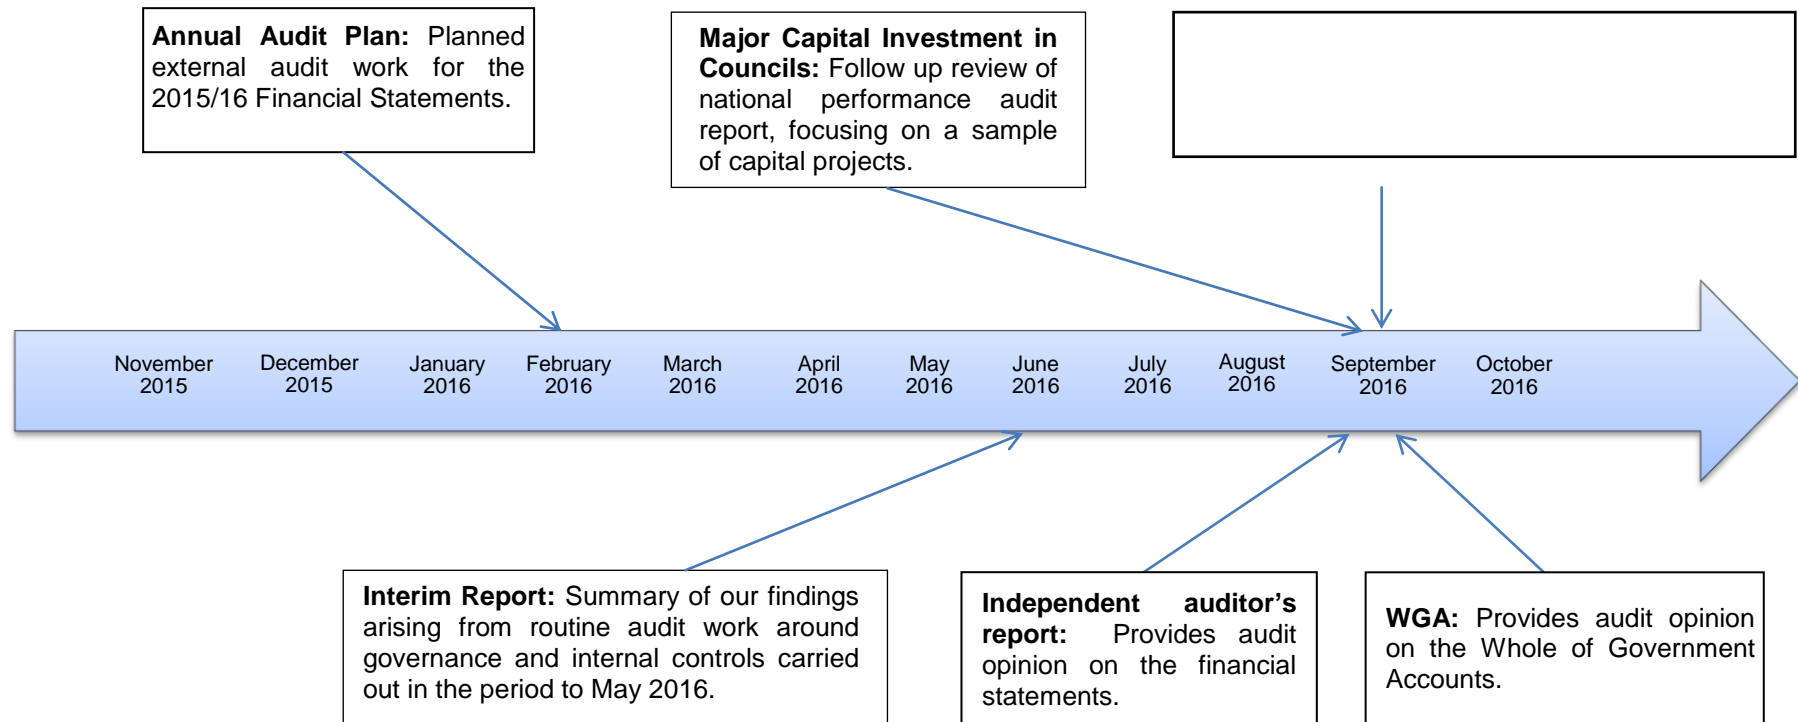 Annual Audit Plan: Planned
external audit work for the
2015/16 Financial Statements.
Major Capital Investment in
Councils: Follow up review of
national performance audit
report, focusing on a sample
of capital projects.
November
2015
December
2015
January
2016
February
2016
March
2016
April
2016
May
2016
June
2016
July
2016
August
2016
September
2016
October
2016
Interim Report: Summary of our findings
arising from routine audit work around
governance and internal controls carried
out in the period to May 2016.
Independent auditor’s
report: Provides audit
opinion on the financial
statements.
WGA: Provides audit opinion
on the Whole of Government
Accounts.